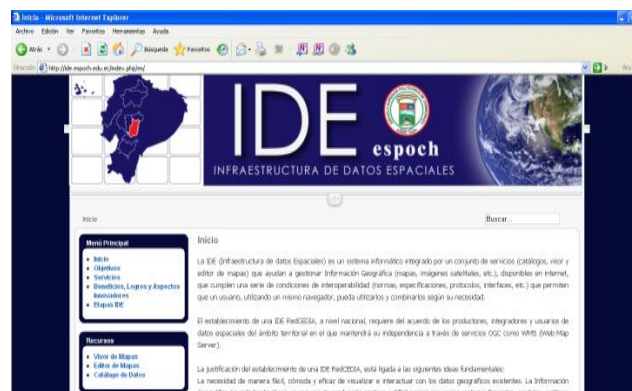 Inicio - Microsoft Internet Explorer
Archivo Edición Ver Favoritos Herramientas Ayuda
Atrás Búsqueda Favoritos
Dirección http://ide.espoch.edu.ec/index.php/es/ Ir
IDE
espoch
INFRAESTRUCTURA DE DATOS ESPACIALES
Inicio Buscar...
Menú Principal
Inicio
Objetivos
Servicios
Beneficios, Logros y Aspectos
Innovadores
Etapas IDE
Recursos
Visor de Mapas
Editor de Mapas
Catálogo de Datos
Inicio
La IDE (Infraestructura de datos Espaciales) es un sistema informático integrado por un conjunto de servicios (catálogos, visor y
editor de mapas) que ayudan a gestionar Información Geográfica (mapas, imágenes satelitales, etc.), disponibles en Internet,
que cumplen una serie de condiciones de interoperabilidad (normas, especificaciones, protocolos, interfaces, etc.) que permiten
que un usuario, utilizando un mismo navegador, pueda utilizarlos y combinarlos según su necesidad.
El establecimiento de una IDE RedCEDIA, a nivel nacional, requiere del acuerdo de los productores, integradores y usuarios de
datos espaciales del ámbito territorial en el que mantendrá su independencia a través de servicios OGC como WMS (Web Map
Server).
La justificación del establecimiento de una IDE RedCEDIA, está ligada a las siguientes ideas fundamentales:
La necesidad de manera fácil, cómoda y eficaz de visualizar e interactuar con los datos geográficos existentes. La Información